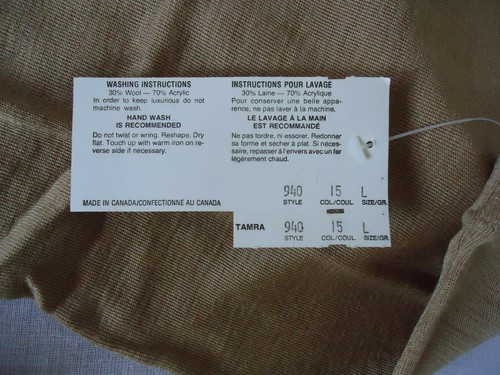 WASHING INSTRUCTIONS
30% Wool — 70% Acrylic
In order to keep luxurious do not
machine wash.
HAND WASH
IS RECOMMENDED
Do not twist or wring. Reshape. Dry
flat. Touch up with warm iron on re-
verse side if necessary.
MADE IN CANADA/CONFECTIONNE AU CANADA
INSTRUCTIONS POUR LAVAGE
30% Laine — 70% Acrylique
Pour conserver une belle appa-
rence, ne pas laver à la machine.
LE LAVAGE À LA MAIN
EST RECOMMANDÉ
Ne pas tordre, ni essorer. Redonner
sa forme et sécher à plat. Si néces-
saire, repasser à l'envers avec un fer
légèrement chaud.
940 15 L
STYLE COL./COUL. SIZE/GR.
TAMRA 940 15 L
STYLE COL./COUL. SIZE/GR.